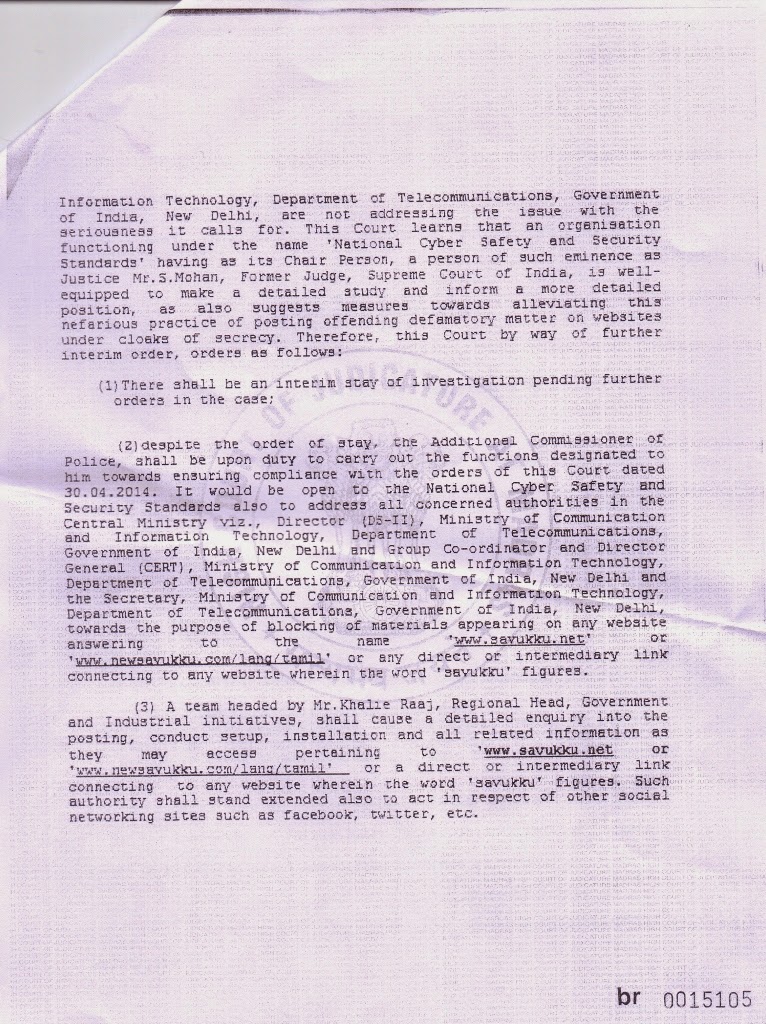 Information Technology, Department of Telecommunications, Government
of India, New Delhi, are not addressing the issue with the
seriousness it calls for. This Court learns that an organisation
functioning under the name 'National Cyber Safety and Security
Standards' having as its Chair Person, a person of such eminence as
Justice Mr.S.Mohan, Former Judge, Supreme Court of India, is well-
equipped to make a detailed study and inform a more detailed
position, as also suggests measures towards alleviating this
nefarious practice of posting offending defamatory matter on websites
under cloaks of secrecy. Therefore, this Court by way of further
interim order, orders as follows:
(1)There shall be an interim stay of investigation pending further
orders in the case;
(2)despite the order of stay, the Additional Commissioner of
Police, shall be upon duty to carry out the functions designated to
him towards ensuring compliance with the orders of this Court dated
30.04.2014. It would be open to the National Cyber Safety and
Security Standards also to address all concerned authorities in the
Central Ministry viz., Director (DS-II), Ministry of Communication
and Information Technology, Department of Telecommunications,
Government of India, New Delhi and Group Co-ordinator and Director
General (CERT), Ministry of Communication and Information Technology,
Department of Telecommunications, Government of India, New Delhi and
the Secretary, Ministry of Communication and Information Technology,
Department of Telecommunications, Government of India, New Delhi,
towards the purpose of blocking of materials appearing on any website
answering to the name 'www.savukku.net' or
'www.newsavukku.com/lang/tamil' or any direct or intermediary link
connecting to any website wherein the word 'savukku' figures.
(3) A team headed by Mr.Khalie Raaj, Regional Head, Government
and Industrial initiatives, shall cause a detailed enquiry into the
posting, conduct setup, installation and all related information as
they may access pertaining to 'www.savukku.net or
'www.newsavukku.com/lang/tamil' or a direct or intermediary link
connecting to any website wherein the word 'savukku' figures. Such
authority shall stand extended also to act in respect of other social
networking sites such as facebook, twitter, etc.
OF JUDICATURE
br 0015105